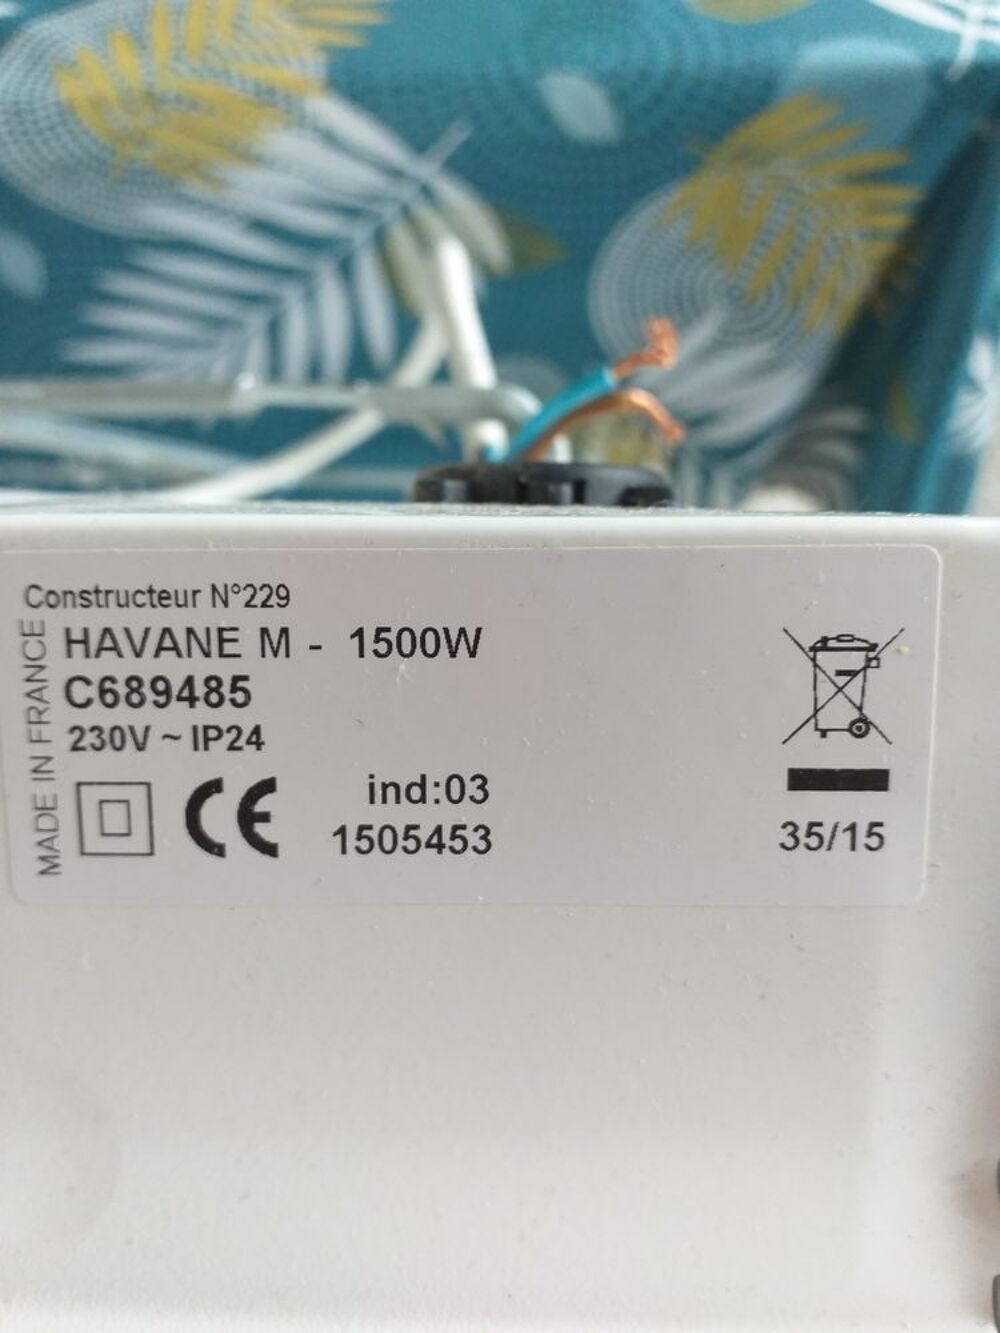 Constructeur N°229
MADE IN FRANCE
HAVANE M - 1500W
C689485
230V ~ IP24
CE
ind:03
1505453
35/15